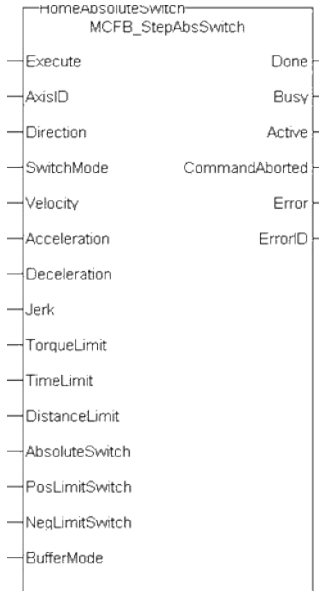 HomeAbsoluteSwitch
MCFB_StepAbsSwitch
Execute Done
AxisID Busy
Direction Active
SwitchMode CommandAborted
Velocity Error
Acceleration ErrorID
Deceleration
Jerk
TorqueLimit
TimeLimit
DistanceLimit
AbsoluteSwitch
PosLimitSwitch
NegLimitSwitch
BufferMode